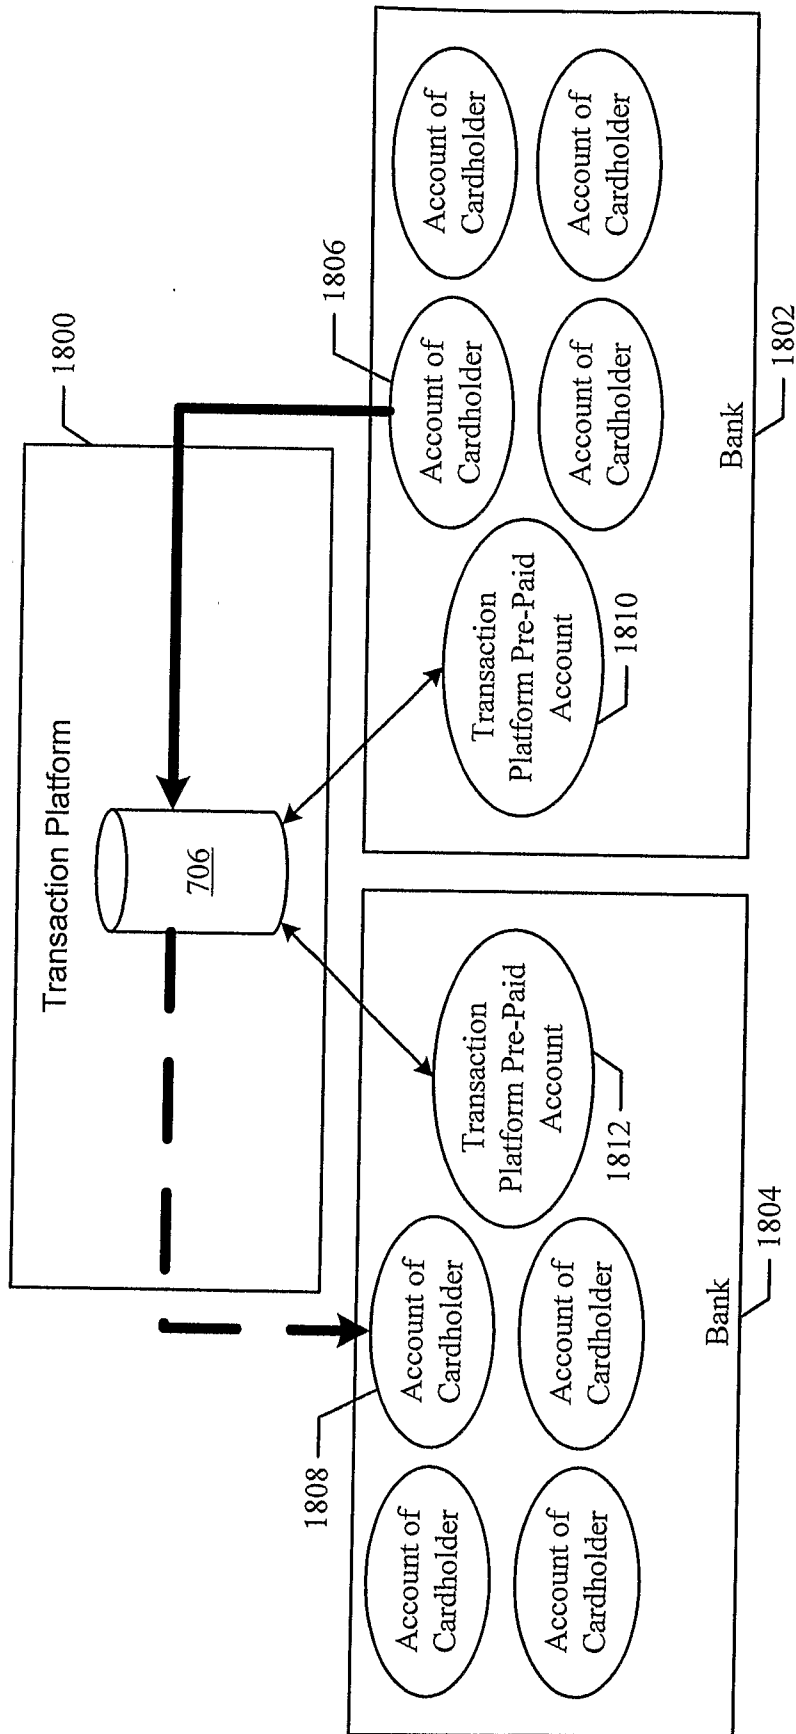 1800
Transaction Platform
706
1808
Account of
Cardholder
Account of
Cardholder
Account of
Cardholder
Account of
Cardholder
Transaction
Platform Pre-Paid
Account
1812
Bank
1804
1806
Transaction
Platform Pre-Paid
Account
1810
Account of
Cardholder
Account of
Cardholder
Account of
Cardholder
Account of
Cardholder
Bank
1802